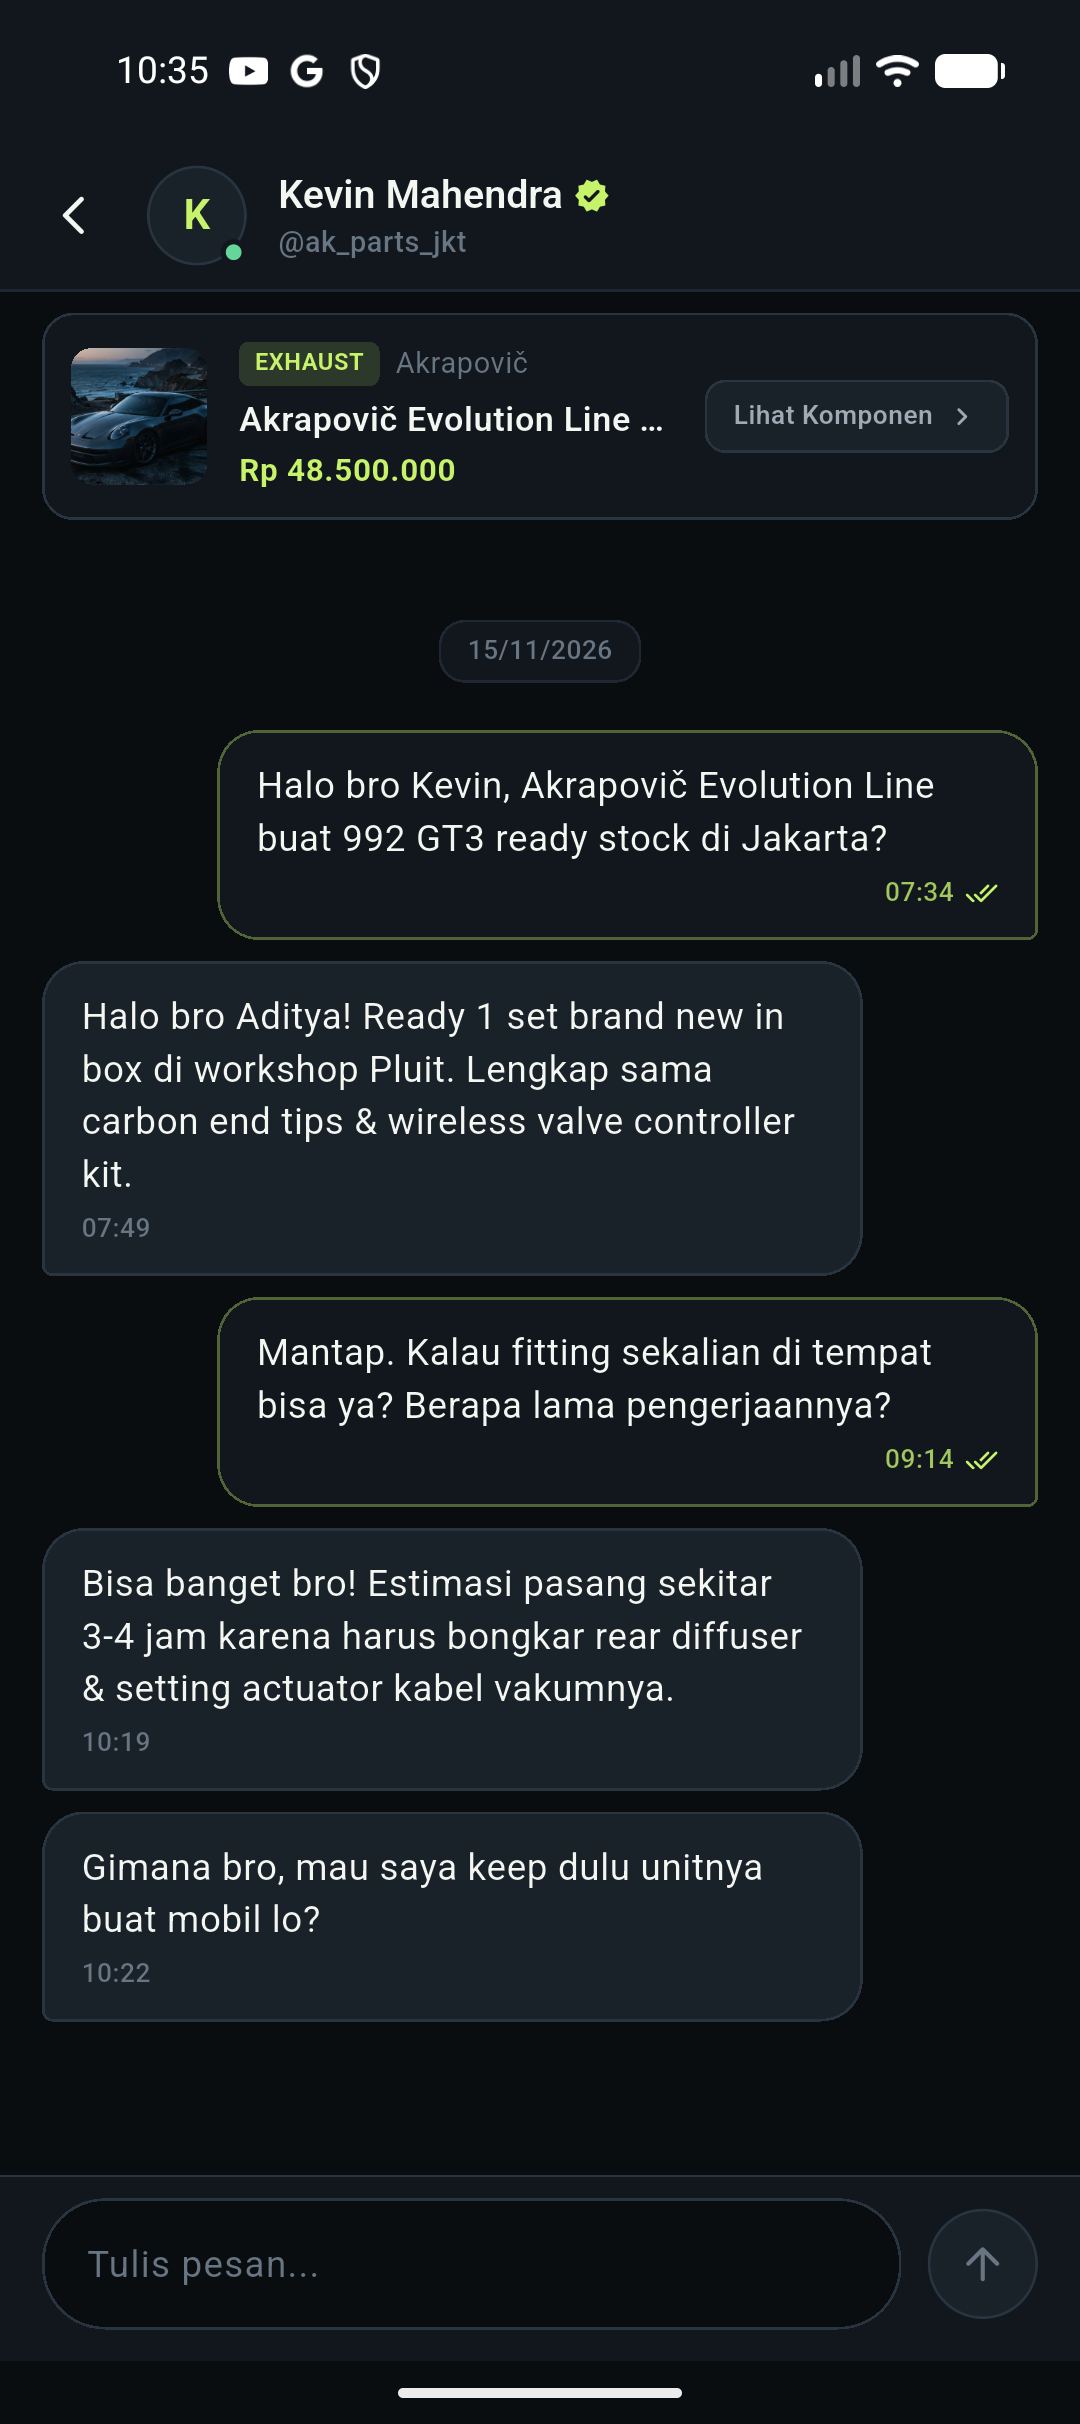 10:35
K
Kevin Mahendra
@ak_parts_jkt
EXHAUST Akrapovič
Akrapovič Evolution Line ...
Rp 48.500.000
Lihat Komponen
15/11/2026
Halo bro Kevin, Akrapovič Evolution Line
buat 992 GT3 ready stock di Jakarta?
07:34
Halo bro Aditya! Ready 1 set brand new in
box di workshop Pluit. Lengkap sama
carbon end tips & wireless valve controller
kit.
07:49
Mantap. Kalau fitting sekalian di tempat
bisa ya? Berapa lama pengerjaannya?
09:14
Bisa banget bro! Estimasi pasang sekitar
3-4 jam karena harus bongkar rear diffuser
& setting actuator kabel vakumnya.
10:19
Gimana bro, mau saya keep dulu unitnya
buat mobil lo?
10:22
Tulis pesan...